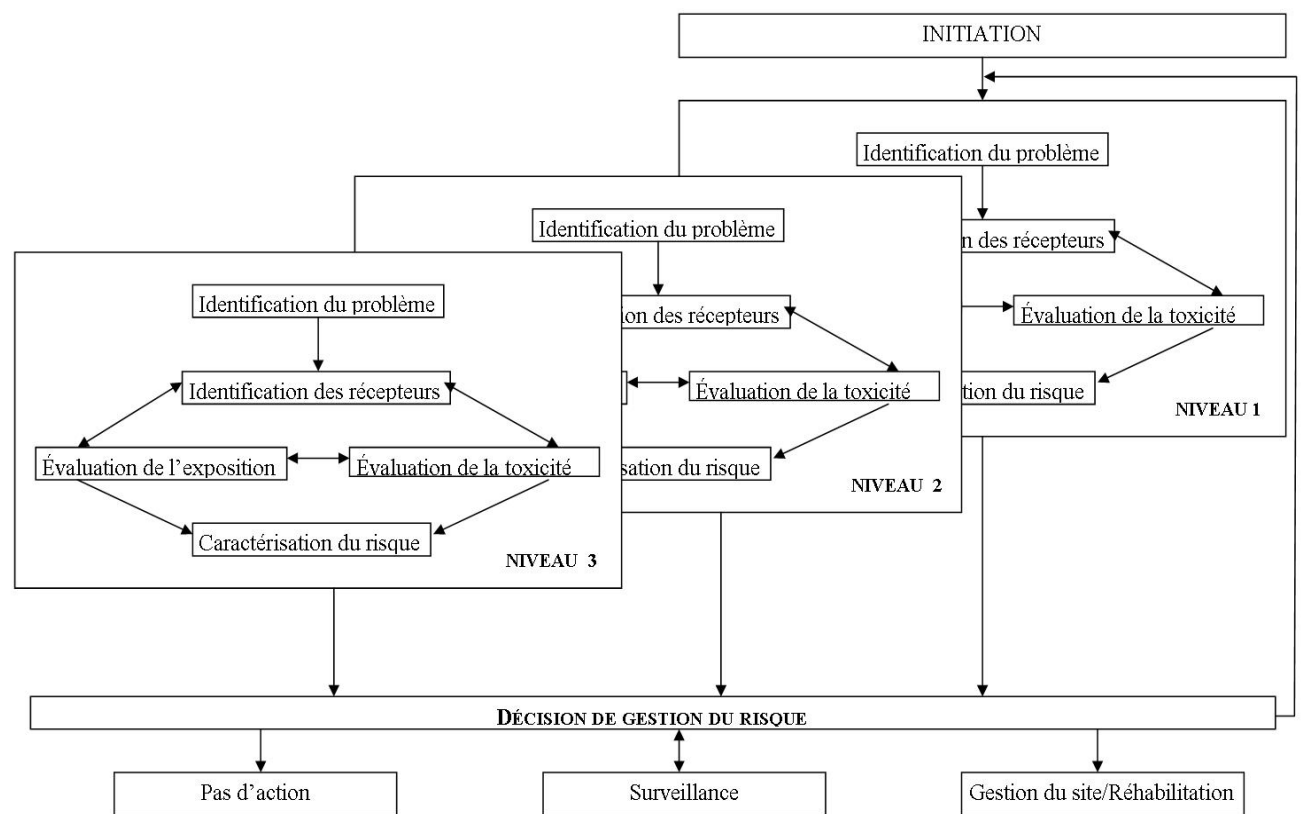 INITIATION
Identification du problème
n des récepteurs
Évaluation de la toxicité
tion du risque
NIVEAU 1
Identification du problème
ion des récepteurs
Évaluation de la toxicité
sation du risque
NIVEAU 2
Identification du problème
Identification des récepteurs
Évaluation de l'exposition
Évaluation de la toxicité
Caractérisation du risque
NIVEAU 3
DÉCISION DE GESTION DU RISQUE
Pas d'action
Surveillance
Gestion du site/Réhabilitation